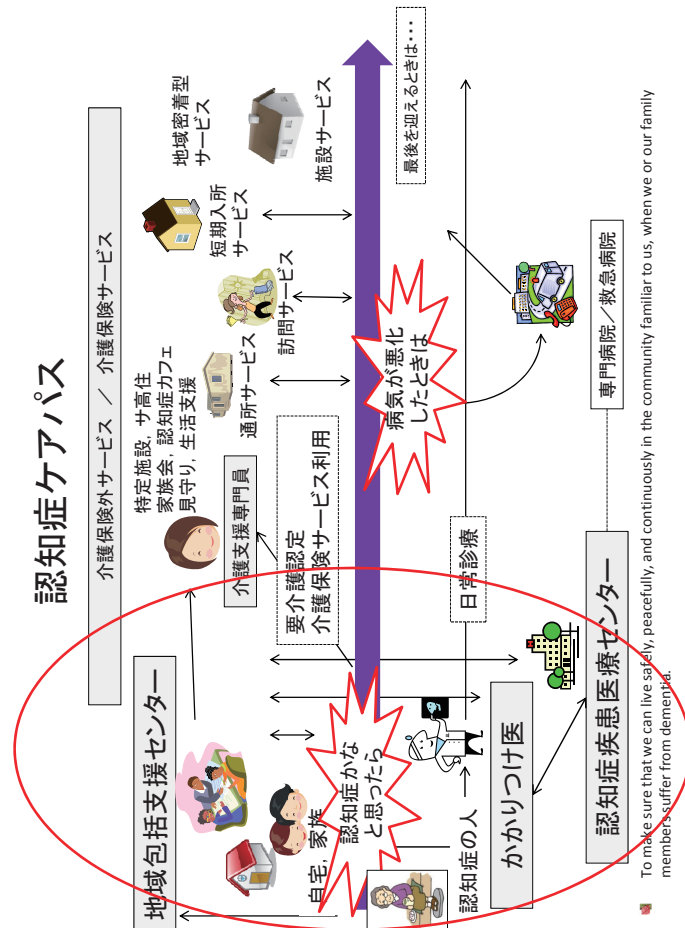 認知症ケアパス
介護保険外サービス ／ 介護保険サービス
地域包括支援センター
特定施設，サ高住
家族会，認知症カフェ
見守り，生活支援
介護支援専門員
要介護認定
介護保険サービス利用
通所サービス
訪問サービス
短期入所
サービス
地域密着型
サービス
施設サービス
自宅，家族
認知症かな
と思ったら
病気が悪化
したときは
最後を迎えるときは・・・
認知症の人
日常診療
かかりつけ医
認知症疾患医療センター
専門病院／救急病院
To make sure that we can live safely, peacefully, and continuously in the community familiar to us, when we or our family
members suffer from dementia.